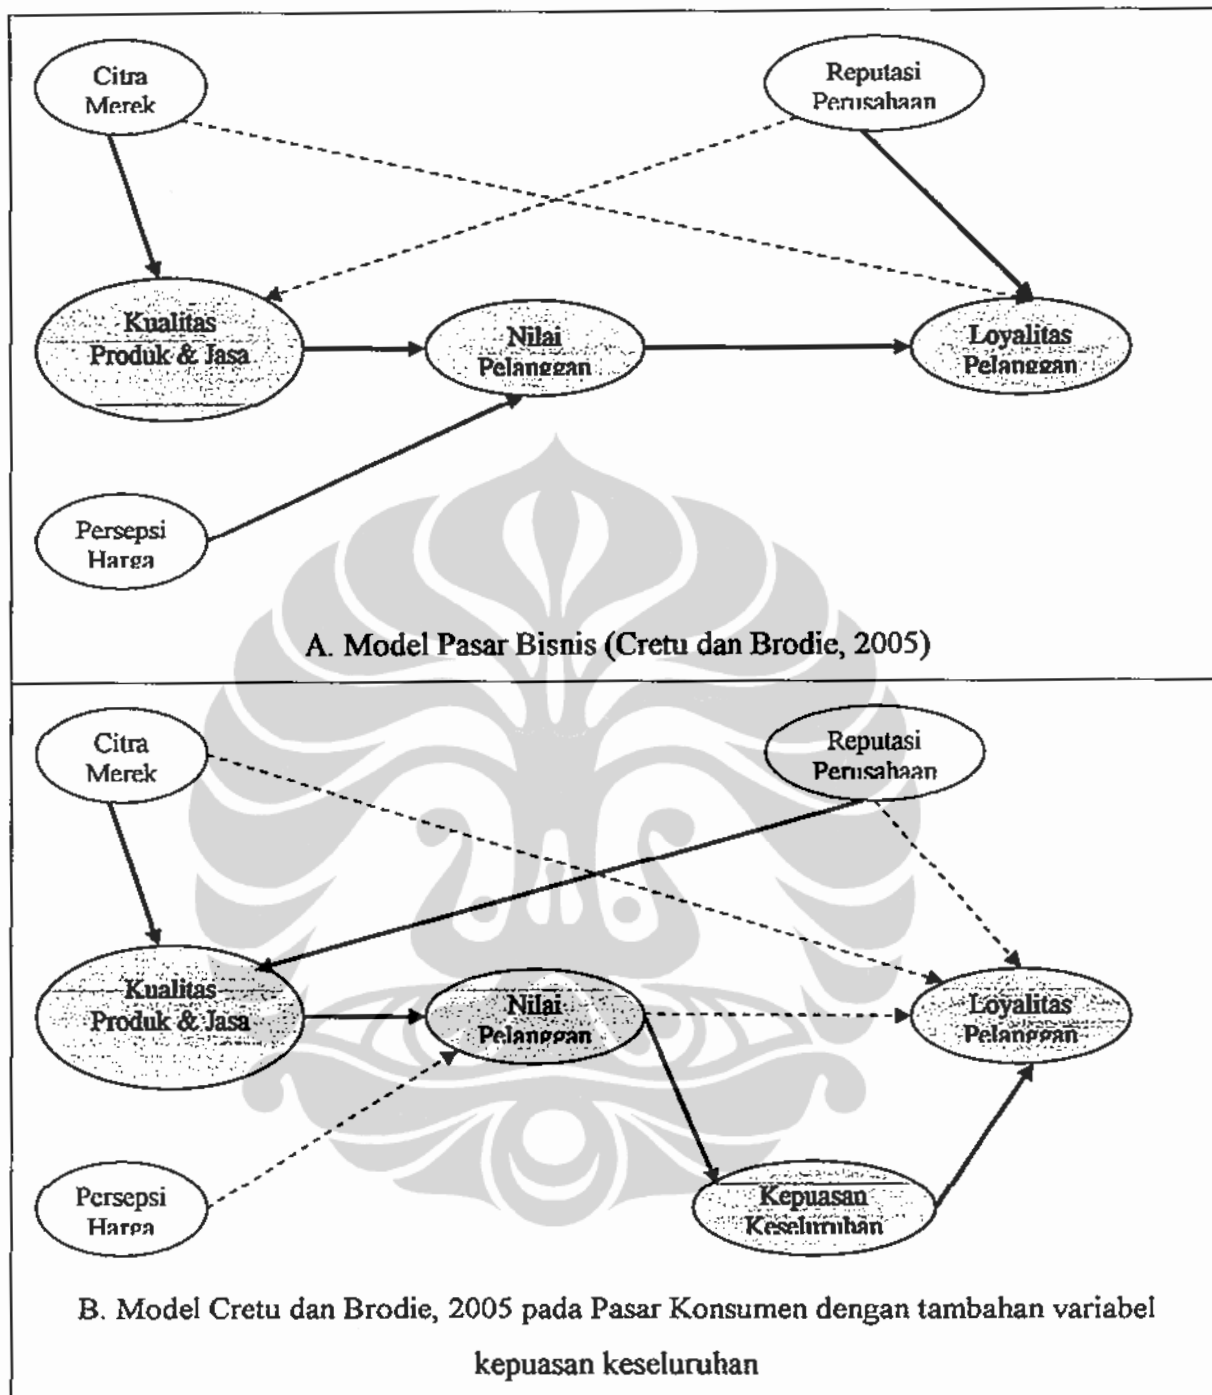 Citra
Merek
Reputasi
Perusahaan
Kualitas
Produk & Jasa
Nilai
Pelanggan
Loyalitas
Pelanggan
Persepsi
Harga
A. Model Pasar Bisnis (Cretu dan Brodie, 2005)
Citra
Merek
Reputasi
Perusahaan
Kualitas
Produk & Jasa
Nilai
Pelanggan
Loyalitas
Pelanggan
Persepsi
Harga
Kepuasan
Keseluruhan
B. Model Cretu dan Brodie, 2005 pada Pasar Konsumen dengan tambahan variabel
kepuasan keseluruhan